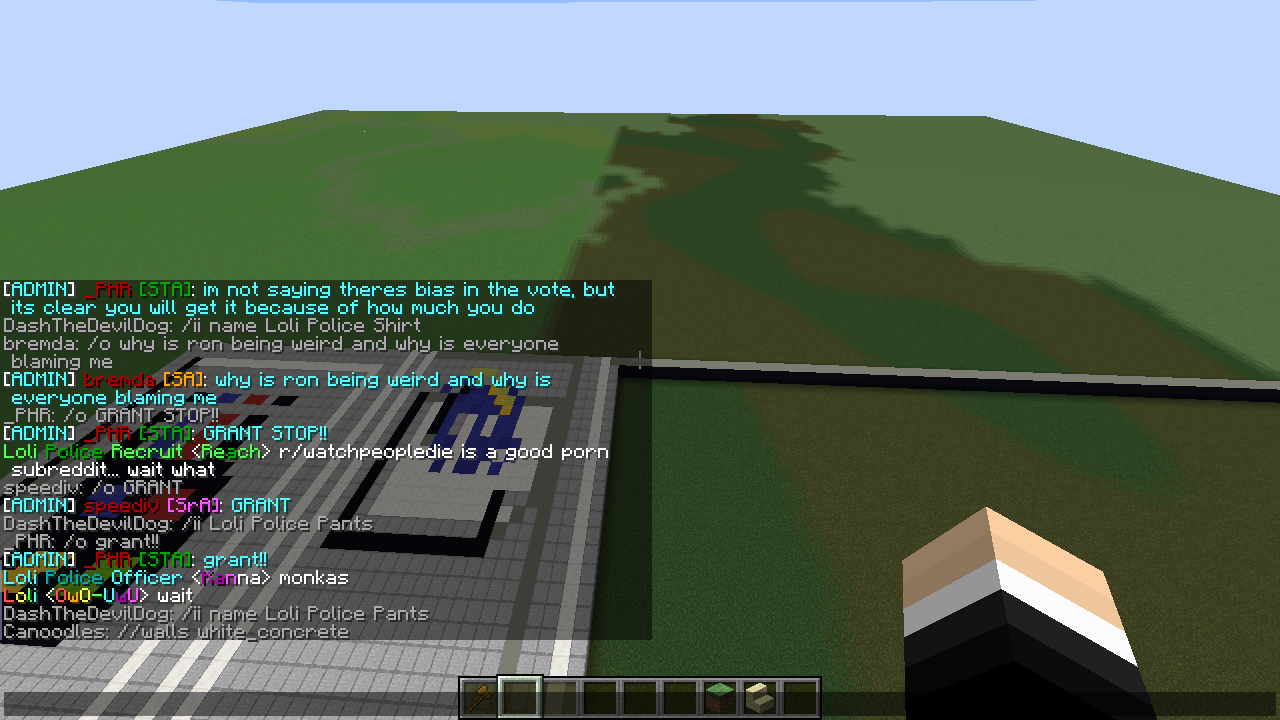 [ADMIN] _PHR [STA]: im not saying theres bias in the vote, but
its clear you will get it because of how much you do
DashTheDevilDog: /ii name Loli Police Shirt
bremda: /o why is ron being weird and why is everyone
blaming me
[ADMIN] bremda [SA]: why is ron being weird and why is
everyone blaming me
_PHR: /o GRANT STOP!!
[ADMIN] _PHR [STA]: GRANT STOP!!
Loli Police Recruit <Reach> r/watchpeopledie is a good porn
subreddit... wait what
speediv: /o GRANT
[ADMIN] speediv [SrA]: GRANT
DashTheDevilDog: /ii Loli Police Pants
_PHR: /o grant!!
[ADMIN] _PHR [STA]: grant!!
Loli Police Officer <Kanna> monkas
Loli <OwO-UwU> wait
DashTheDevilDog: /ii name Loli Police Pants
Canoodles: //walls white_concrete